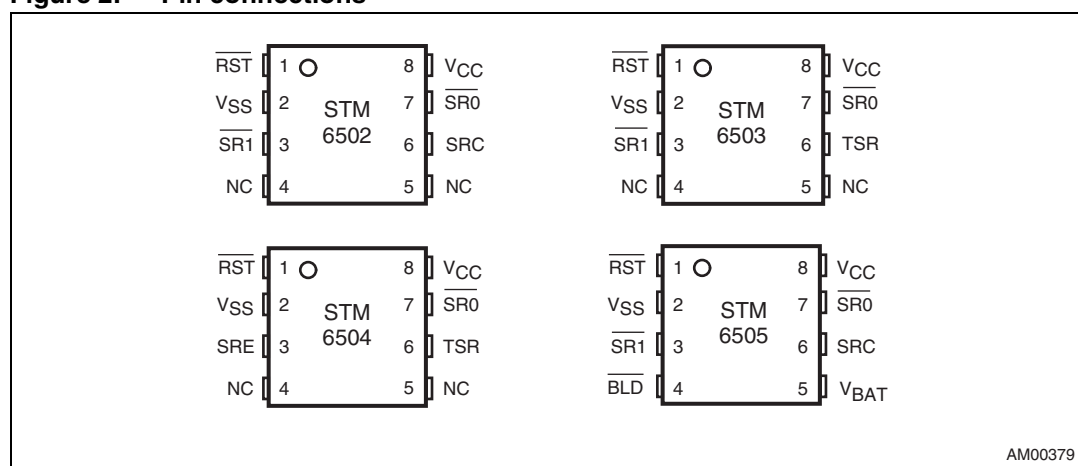 Figure 2. Pin connections
RST 1 8 VCC
VSS 2 STM 7 SR0
SR1 3 6502 6 SRC
NC 4 5 NC
RST 1 8 VCC
VSS 2 STM 7 SR0
SR1 3 6503 6 TSR
NC 4 5 NC
RST 1 8 VCC
VSS 2 STM 7 SR0
SRE 3 6504 6 TSR
NC 4 5 NC
RST 1 8 VCC
VSS 2 STM 7 SR0
SR1 3 6505 6 SRC
BLD 4 5 VBAT
AM00379